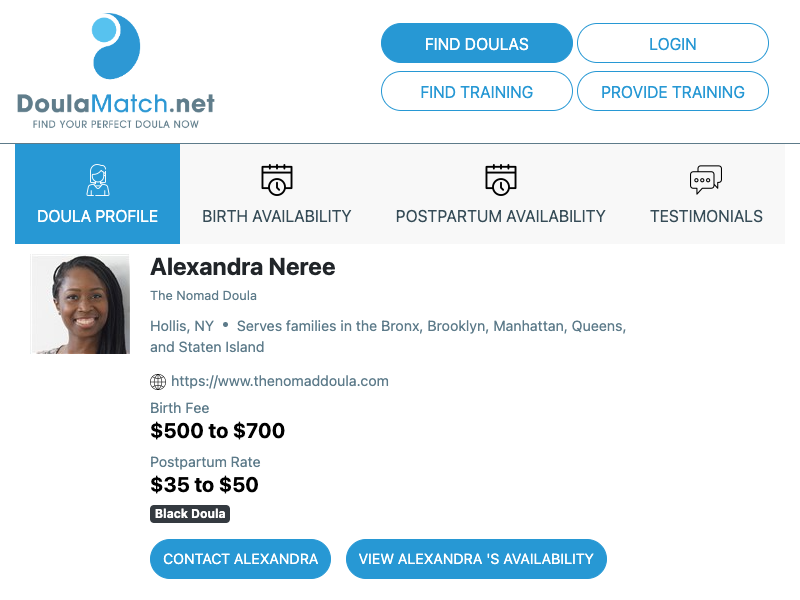 DoulaMatch.net
FIND YOUR PERFECT DOULA NOW
FIND DOULAS
LOGIN
FIND TRAINING
PROVIDE TRAINING
DOULA PROFILE
BIRTH AVAILABILITY
POSTPARTUM AVAILABILITY
TESTIMONIALS
Alexandra Neree
The Nomad Doula
Hollis, NY • Serves families in the Bronx, Brooklyn, Manhattan, Queens,
and Staten Island
https://www.thenomaddoula.com
Birth Fee
$500 to $700
Postpartum Rate
$35 to $50
Black Doula
CONTACT ALEXANDRA
VIEW ALEXANDRA 'S AVAILABILITY